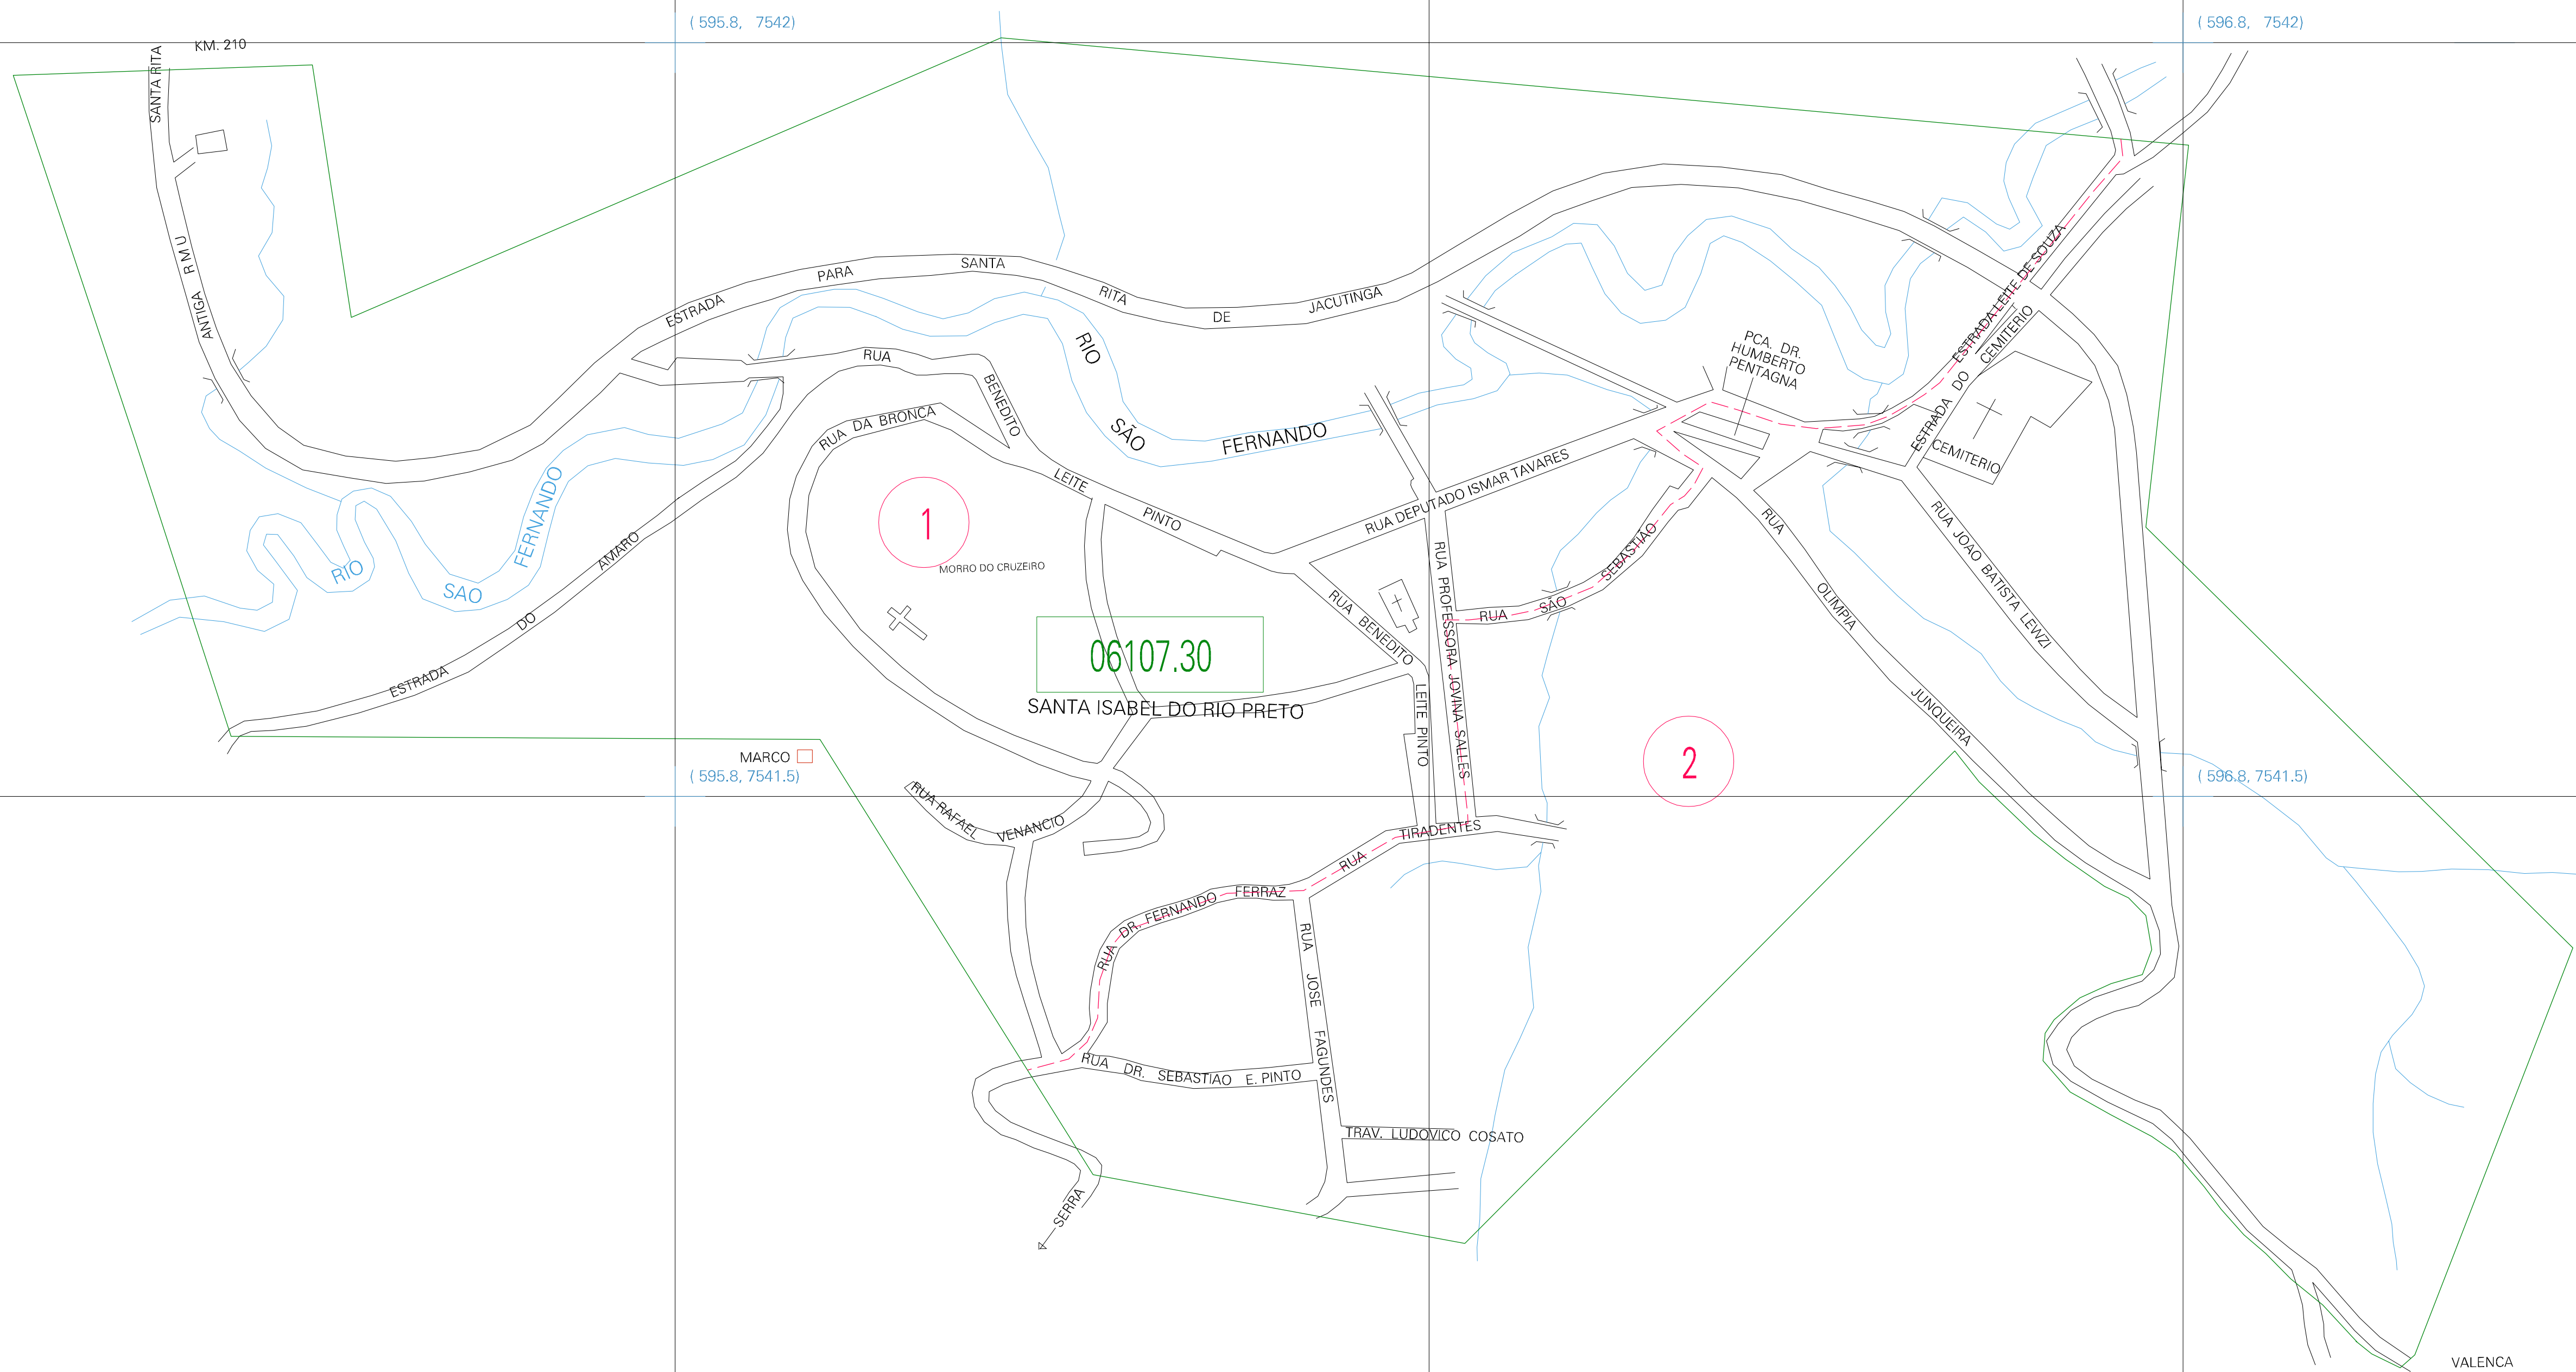 ( 595.8, 7542)
( 596.8, 7542)
KM. 210
SANTA RITA
ANTIGA R M U
ESTRADA PARA SANTA RITA DE JACUTINGA
RIO SÃO FERNANDO
RUA BENEDITO LEITE PINTO
RUA DA BRONCA
PCA. DR.
HUMBERTO
PENTAGNA
ESTRADA LEITE DE SOUZA
ESTRADA DO CEMITERIO
CEMITERIO
RUA DEPUTADO ISMAR TAVARES
RIO SAO FERNANDO
ESTRADA DO AMARO
1
MORRO DO CRUZEIRO
06107.30
SANTA ISABEL DO RIO PRETO
RUA BENEDITO LEITE PINTO
RUA PROFESSORA JOVINA SALLES
RUA SÃO SEBASTIÃO
RUA OLIMPIA JUNQUEIRA
RUA JOAO BATISTA LEWZI
MARCO
( 595.8, 7541.5)
2
( 596.8, 7541.5)
RUA RAFAEL VENANCIO
RUA TIRADENTES
RUA DR. FERNANDO FERRAZ
RUA JOSE FAGUNDES
RUA DR. SEBASTIAO E. PINTO
TRAV. LUDOVICO COSATO
SERRA
VALENCA